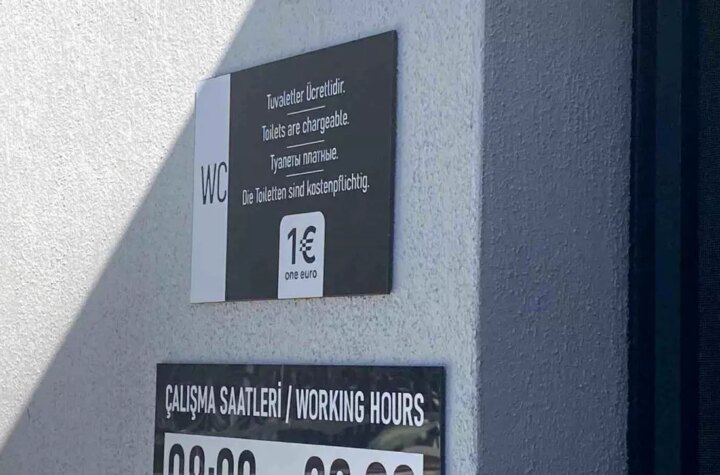 Tuvaletler Ücretlidir.
Toilets are chargeable.
Туалеты платные.
Die Toiletten sind kostenpflichtig.
WC
1€
one euro
ÇALIŞMA SAATLERİ / WORKING HOURS